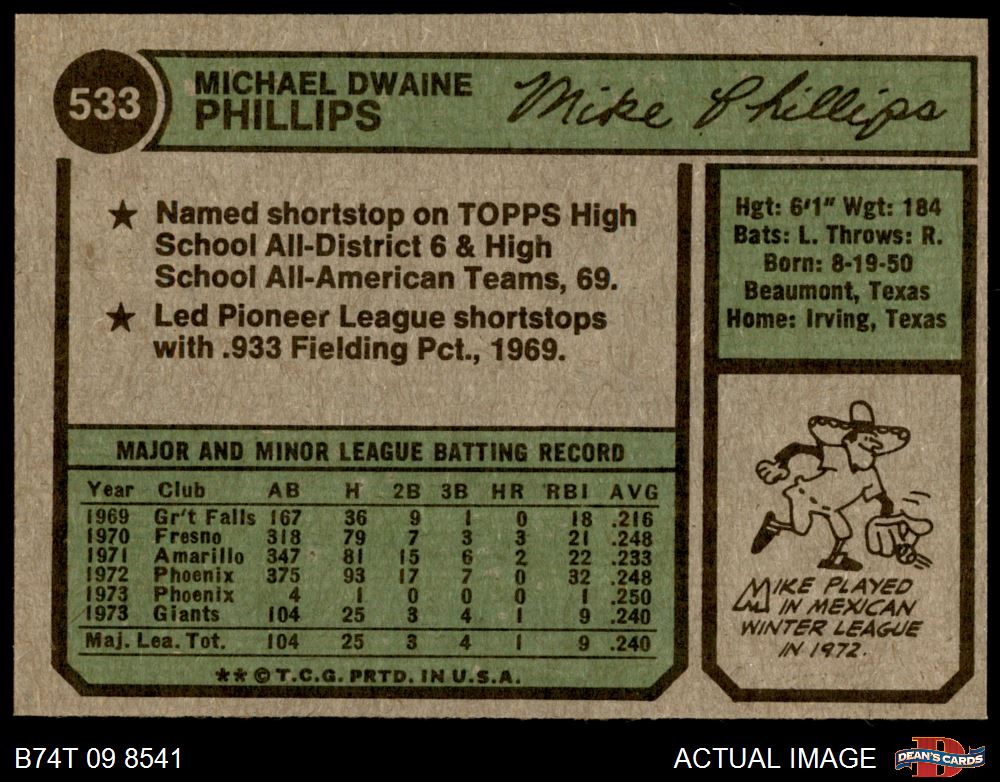 533
MICHAEL DWAINE
PHILLIPS
Mike Phillips
★ Named shortstop on TOPPS High
School All-District 6 & High
School All-American Teams, 69.
★ Led Pioneer League shortstops
with .933 Fielding Pct., 1969.
Hgt: 6'1" Wgt: 184
Bats: L. Throws: R.
Born: 8-19-50
Beaumont, Texas
Home: Irving, Texas
MAJOR AND MINOR LEAGUE BATTING RECORD
Year Club AB H 2B 3B HR RBI AVG
1969 Gr't Falls 167 36 9 1 0 18 .216
1970 Fresno 318 79 7 3 3 21 .248
1971 Amarillo 347 81 15 6 2 22 .233
1972 Phoenix 375 93 17 7 0 32 .248
1973 Phoenix 4 1 0 0 0 1 .250
1973 Giants 104 25 3 4 1 9 .240
Maj. Lea. Tot. 104 25 3 4 1 9 .240
** © T.C.G. PRTD. IN U.S.A.
MIKE PLAYED
IN MEXICAN
WINTER LEAGUE
IN 1972.
B74T 09 8541
ACTUAL IMAGE
D
DEAN'S CARDS